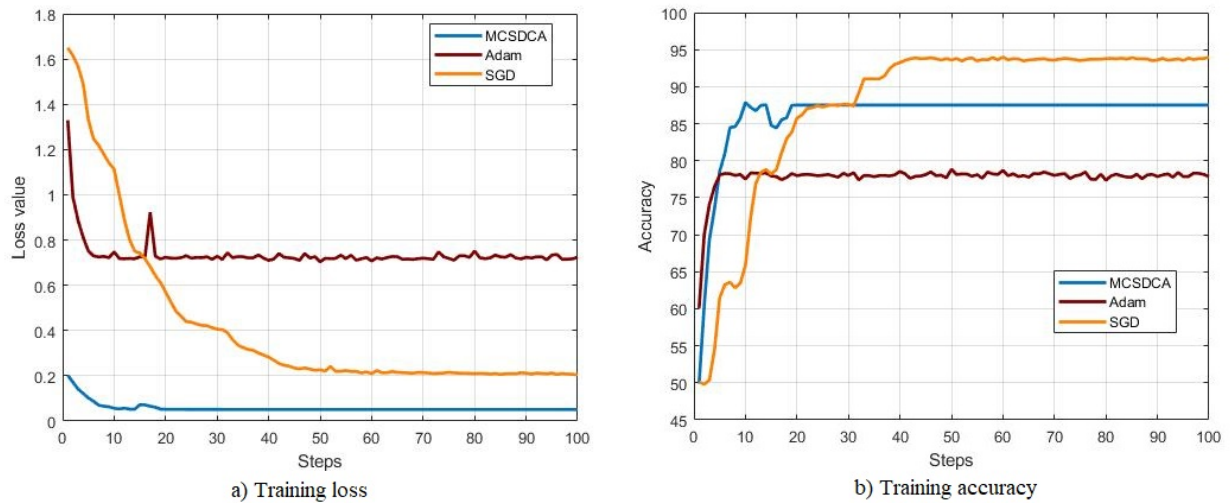 1.8
1.6
1.4
1.2
1
0.8
0.6
0.4
0.2
0
Loss value
MCSDCA
Adam
SGD
0 10 20 30 40 50 60 70 80 90 100
Steps
a) Training loss
100
95
90
85
80
75
70
65
60
55
50
45
Accuracy
MCSDCA
Adam
SGD
0 10 20 30 40 50 60 70 80 90 100
Steps
b) Training accuracy